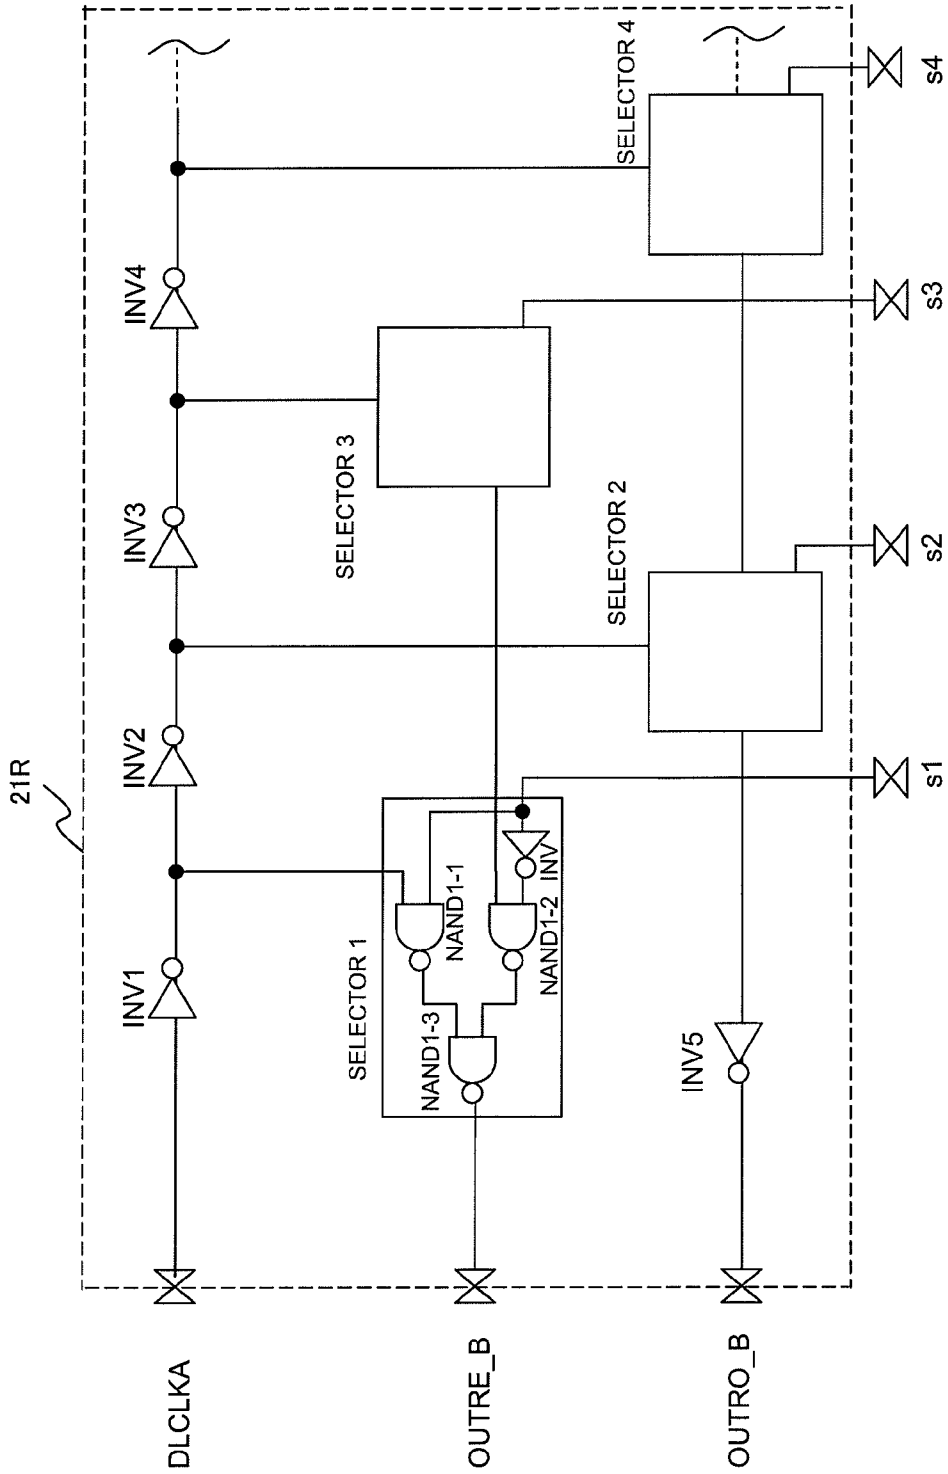 21R
DLCLKA
INV1
INV2
INV3
INV4
SELECTOR 1
NAND1-1
NAND1-2
NAND1-3
INV
SELECTOR 3
OUTRE_B
SELECTOR 2
SELECTOR 4
INV5
OUTRO_B
s1
s2
s3
s4